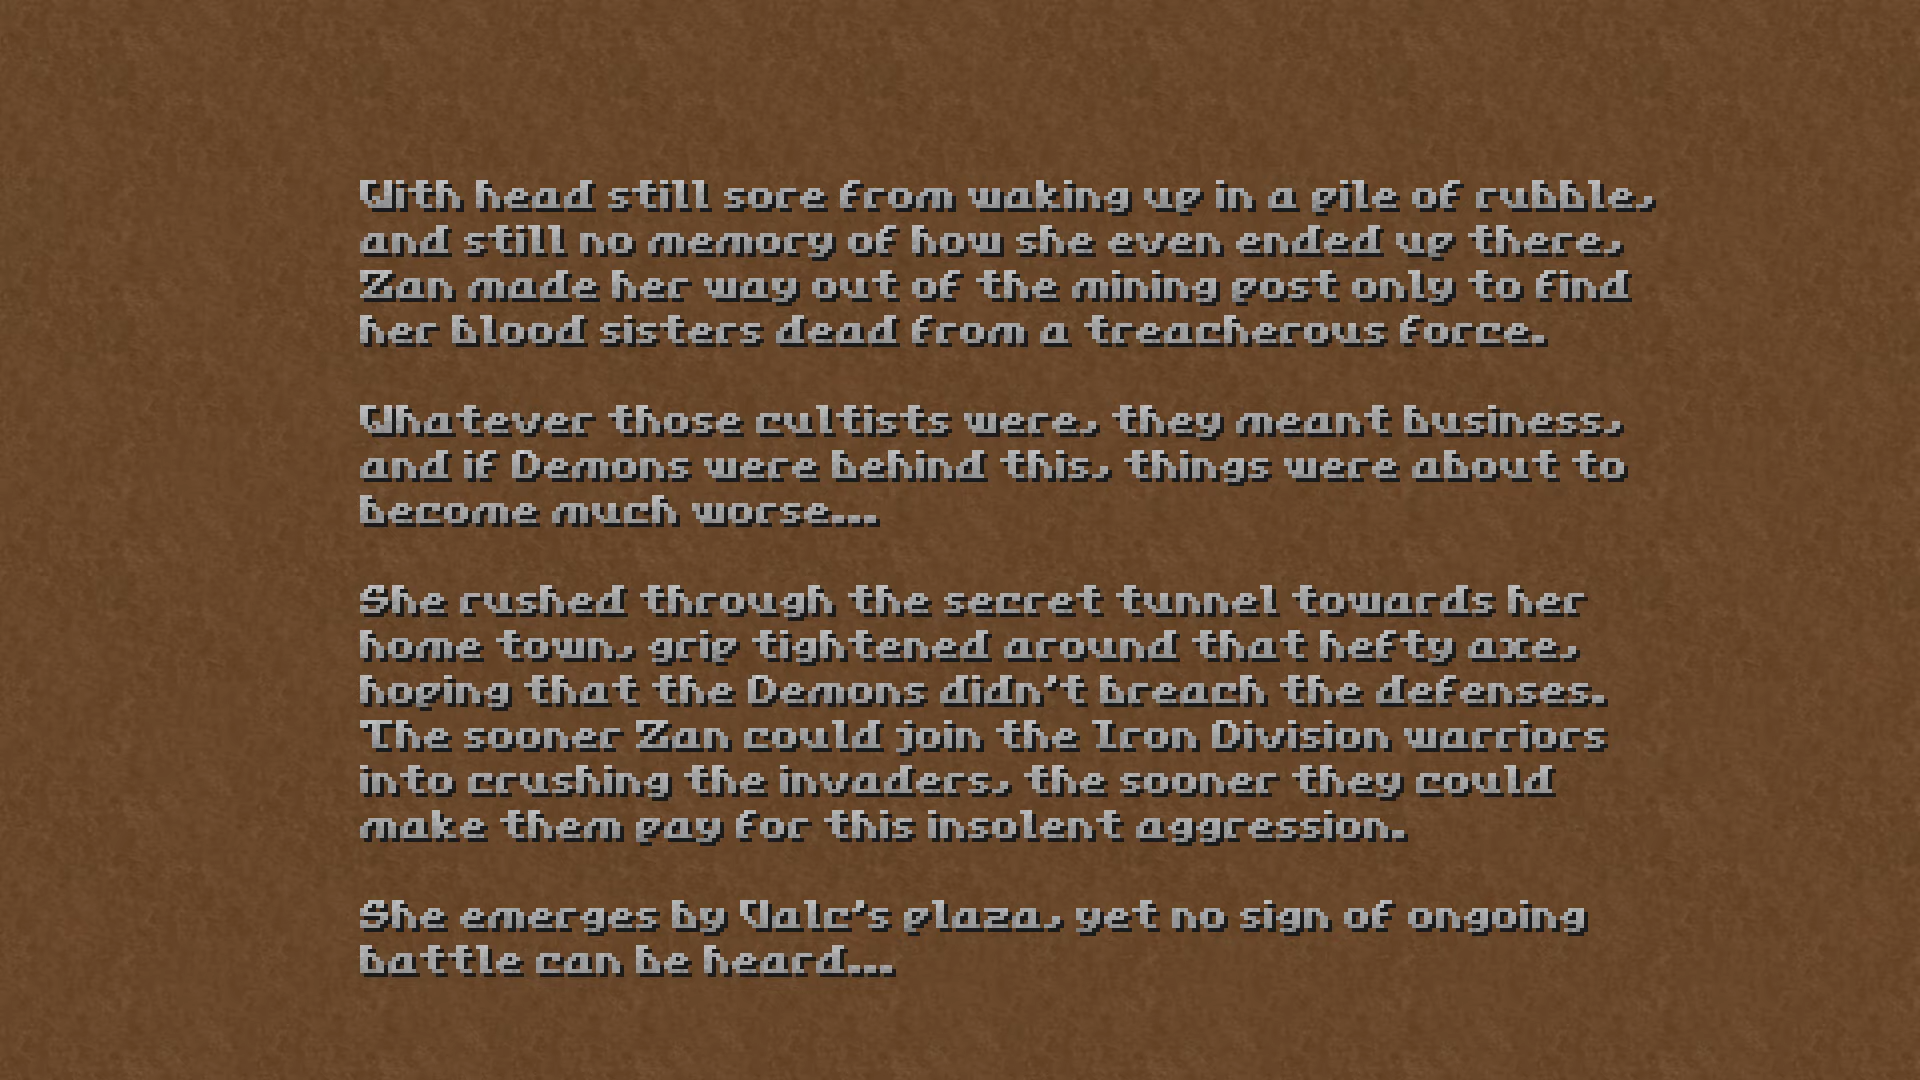 With head still sore from waking up in a pile of rubble,
and still no memory of how she even ended up there,
Zan made her way out of the mining post only to find
her blood sisters dead from a treacherous force.
Whatever those cultists were, they meant business,
and if Demons were behind this, things were about to
become much worse...
She rushed through the secret tunnel towards her
home town, grip tightened around that hefty axe,
hoping that the Demons didn't breach the defenses.
The sooner Zan could join the Iron Division warriors
into crushing the invaders, the sooner they could
make them pay for this insolent aggression.
She emerges by Valc's plaza, yet no sign of ongoing
battle can be heard...